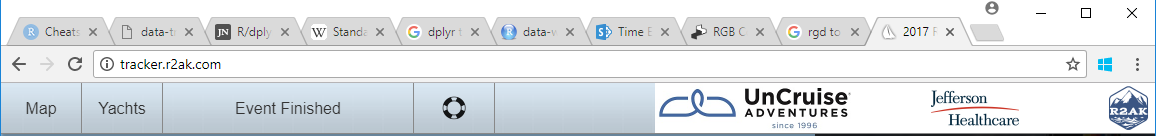 Cheats data-t JN R/dply W Standa dplyr t data-v Time E RGB C rgd to 2017 F
tracker.r2ak.com
Map Yachts Event Finished UnCruise ADVENTURES since 1996 Jefferson Healthcare R2AK